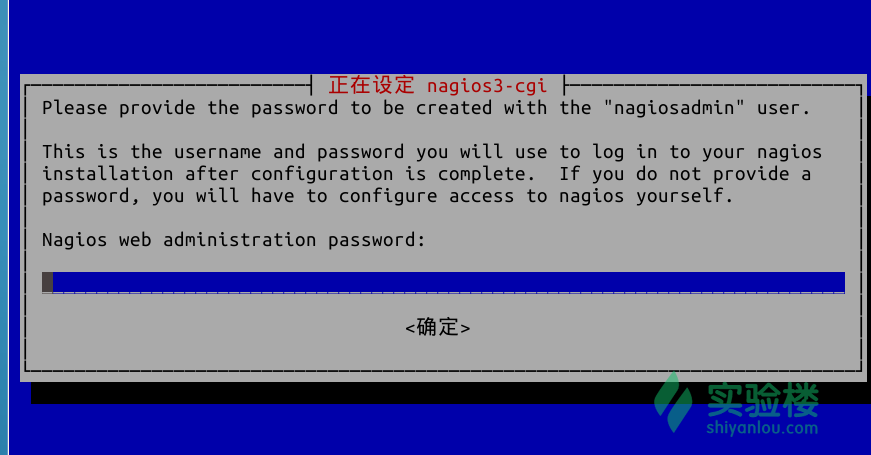 正在设定 nagios3-cgi
Please provide the password to be created with the "nagiosadmin" user.
This is the username and password you will use to log in to your nagios
installation after configuration is complete.  If you do not provide a
password, you will have to configure access to nagios yourself.
Nagios web administration password:
<确定>
实验楼
shiyanlou.com